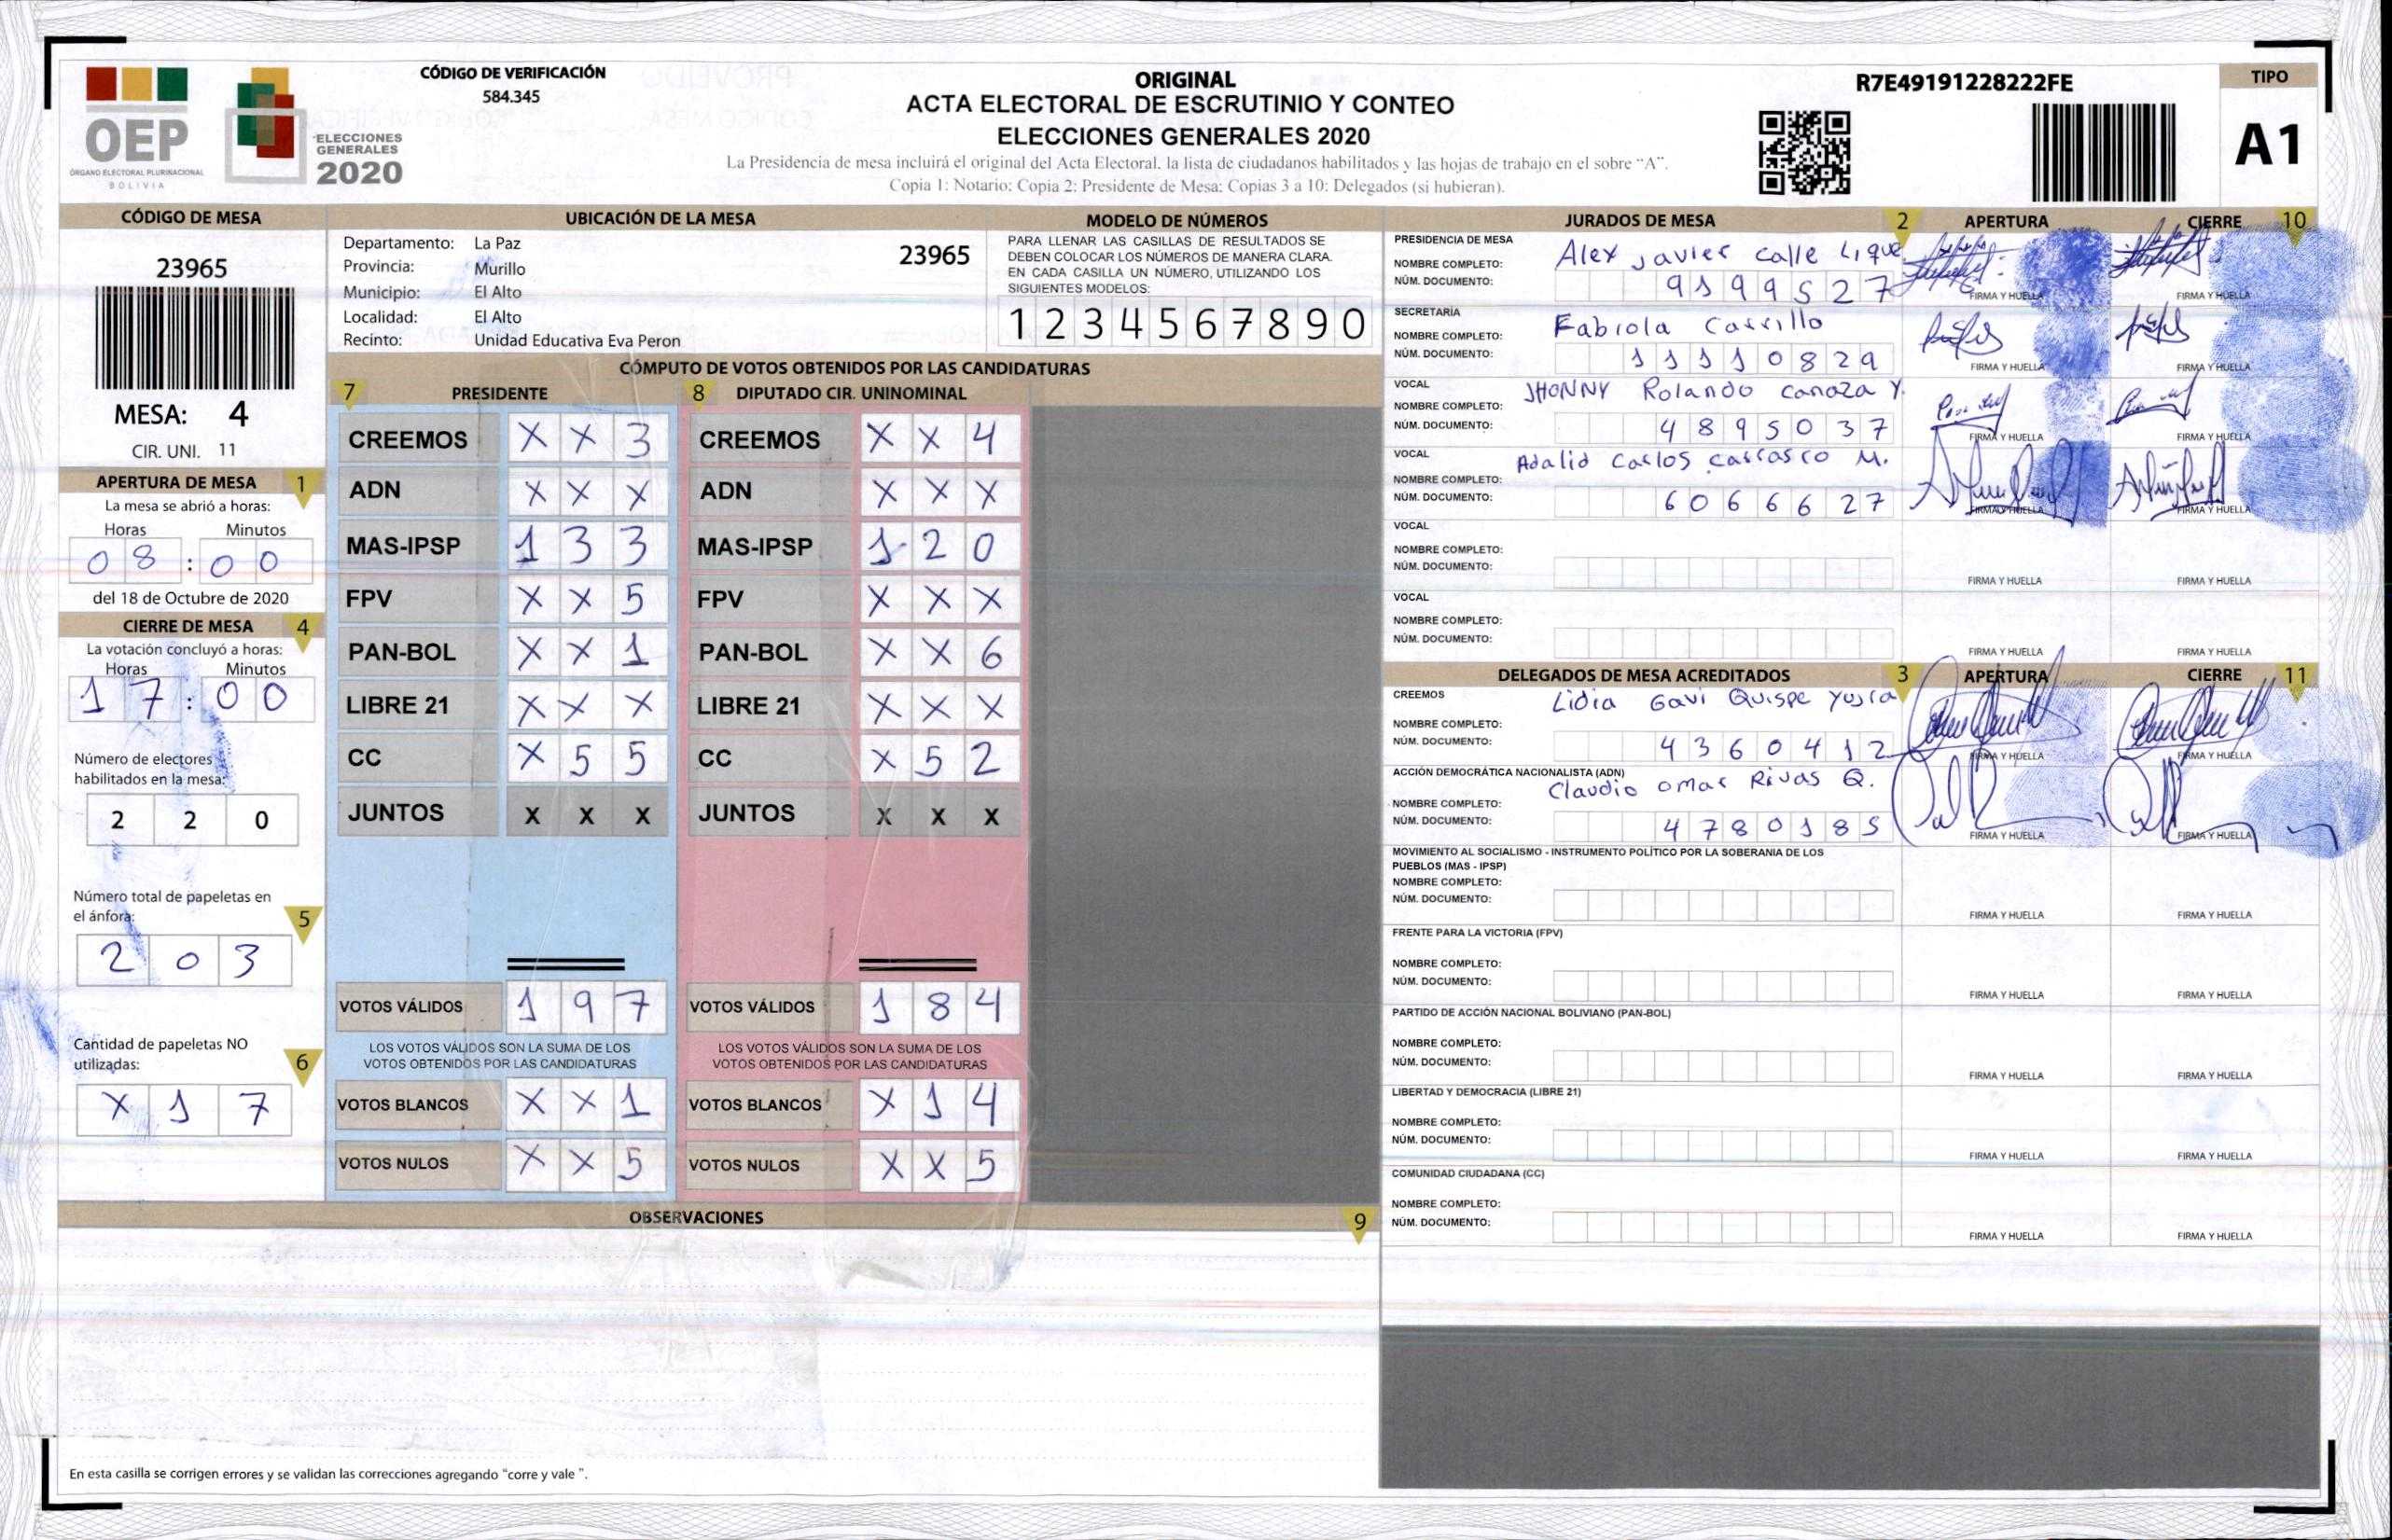 OEP
ÓRGANO ELECTORAL PLURINACIONAL
BOLIVIA
ELECCIONES
GENERALES
2020
CÓDIGO DE VERIFICACIÓN
584.345
ORIGINAL
ACTA ELECTORAL DE ESCRUTINIO Y CONTEO
ELECCIONES GENERALES 2020
La Presidencia de mesa incluirá el original del Acta Electoral, la lista de ciudadanos habilitados y las hojas de trabajo en el sobre “A”.
Copia 1: Notario; Copia 2: Presidente de Mesa; Copias 3 a 10: Delegados (si hubieran).
R7E49191228222FE
TIPO
A1
CÓDIGO DE MESA
23965
MESA: 4
CIR. UNI. 11
APERTURA DE MESA 1
La mesa se abrió a horas:
Horas Minutos
08 : 00
del 18 de Octubre de 2020
CIERRE DE MESA 4
La votación concluyó a horas:
Horas Minutos
17 : 00
Número de electores
habilitados en la mesa:
2 2 0
Número total de papeletas en
el ánfora:
5
2 0 3
Cantidad de papeletas NO
utilizadas:
6
X 1 7
UBICACIÓN DE LA MESA
Departamento: La Paz
23965
Provincia: Murillo
Municipio: El Alto
Localidad: El Alto
Recinto: Unidad Educativa Eva Peron
MODELO DE NÚMEROS
PARA LLENAR LAS CASILLAS DE RESULTADOS SE
DEBEN COLOCAR LOS NÚMEROS DE MANERA CLARA.
EN CADA CASILLA UN NÚMERO, UTILIZANDO LOS
SIGUIENTES MODELOS:
1 2 3 4 5 6 7 8 9 0
CÓMPUTO DE VOTOS OBTENIDOS POR LAS CANDIDATURAS
7 PRESIDENTE
CREEMOS X X 3
ADN X X X
MAS-IPSP 1 3 3
FPV X X 5
PAN-BOL X X 1
LIBRE 21 X X X
CC X 5 5
JUNTOS X X X
VOTOS VÁLIDOS 1 9 7
LOS VOTOS VÁLIDOS SON LA SUMA DE LOS
VOTOS OBTENIDOS POR LAS CANDIDATURAS
VOTOS BLANCOS X X 1
VOTOS NULOS X X 5
8 DIPUTADO CIR. UNINOMINAL
CREEMOS X X 4
ADN X X X
MAS-IPSP 1 2 0
FPV X X X
PAN-BOL X X 6
LIBRE 21 X X X
CC X 5 2
JUNTOS X X X
VOTOS VÁLIDOS 1 8 4
LOS VOTOS VÁLIDOS SON LA SUMA DE LOS
VOTOS OBTENIDOS POR LAS CANDIDATURAS
VOTOS BLANCOS X 1 4
VOTOS NULOS X X 5
OBSERVACIONES
9
En esta casilla se corrigen errores y se validan las correcciones agregando “corre y vale ”.
JURADOS DE MESA 2 APERTURA CIERRE 10
PRESIDENCIA DE MESA
NOMBRE COMPLETO: Alex Javier Calle Lique
NÚM. DOCUMENTO: 9199527
FIRMA Y HUELLA FIRMA Y HUELLA
SECRETARÍA
NOMBRE COMPLETO: Fabiola Carrillo
NÚM. DOCUMENTO: 11110829
FIRMA Y HUELLA FIRMA Y HUELLA
VOCAL
NOMBRE COMPLETO: JHONNY Rolando Canaza Y.
NÚM. DOCUMENTO: 4895037
FIRMA Y HUELLA FIRMA Y HUELLA
VOCAL
NOMBRE COMPLETO: Adalid Carlos Carrasco M.
NÚM. DOCUMENTO: 6066627
FIRMA Y HUELLA FIRMA Y HUELLA
VOCAL
NOMBRE COMPLETO:
NÚM. DOCUMENTO:
FIRMA Y HUELLA FIRMA Y HUELLA
VOCAL
NOMBRE COMPLETO:
NÚM. DOCUMENTO:
FIRMA Y HUELLA FIRMA Y HUELLA
DELEGADOS DE MESA ACREDITADOS 3 APERTURA CIERRE 11
CREEMOS
NOMBRE COMPLETO: Lidia Gavi Quispe Yujra
NÚM. DOCUMENTO: 4360412
FIRMA Y HUELLA FIRMA Y HUELLA
ACCIÓN DEMOCRÁTICA NACIONALISTA (ADN)
NOMBRE COMPLETO: Claudio Omar Rivas Q.
NÚM. DOCUMENTO: 4780185
FIRMA Y HUELLA FIRMA Y HUELLA
MOVIMIENTO AL SOCIALISMO - INSTRUMENTO POLÍTICO POR LA SOBERANIA DE LOS
PUEBLOS (MAS - IPSP)
NOMBRE COMPLETO:
NÚM. DOCUMENTO:
FIRMA Y HUELLA FIRMA Y HUELLA
FRENTE PARA LA VICTORIA (FPV)
NOMBRE COMPLETO:
NÚM. DOCUMENTO:
FIRMA Y HUELLA FIRMA Y HUELLA
PARTIDO DE ACCIÓN NACIONAL BOLIVIANO (PAN-BOL)
NOMBRE COMPLETO:
NÚM. DOCUMENTO:
FIRMA Y HUELLA FIRMA Y HUELLA
LIBERTAD Y DEMOCRACIA (LIBRE 21)
NOMBRE COMPLETO:
NÚM. DOCUMENTO:
FIRMA Y HUELLA FIRMA Y HUELLA
COMUNIDAD CIUDADANA (CC)
NOMBRE COMPLETO:
NÚM. DOCUMENTO:
FIRMA Y HUELLA FIRMA Y HUELLA